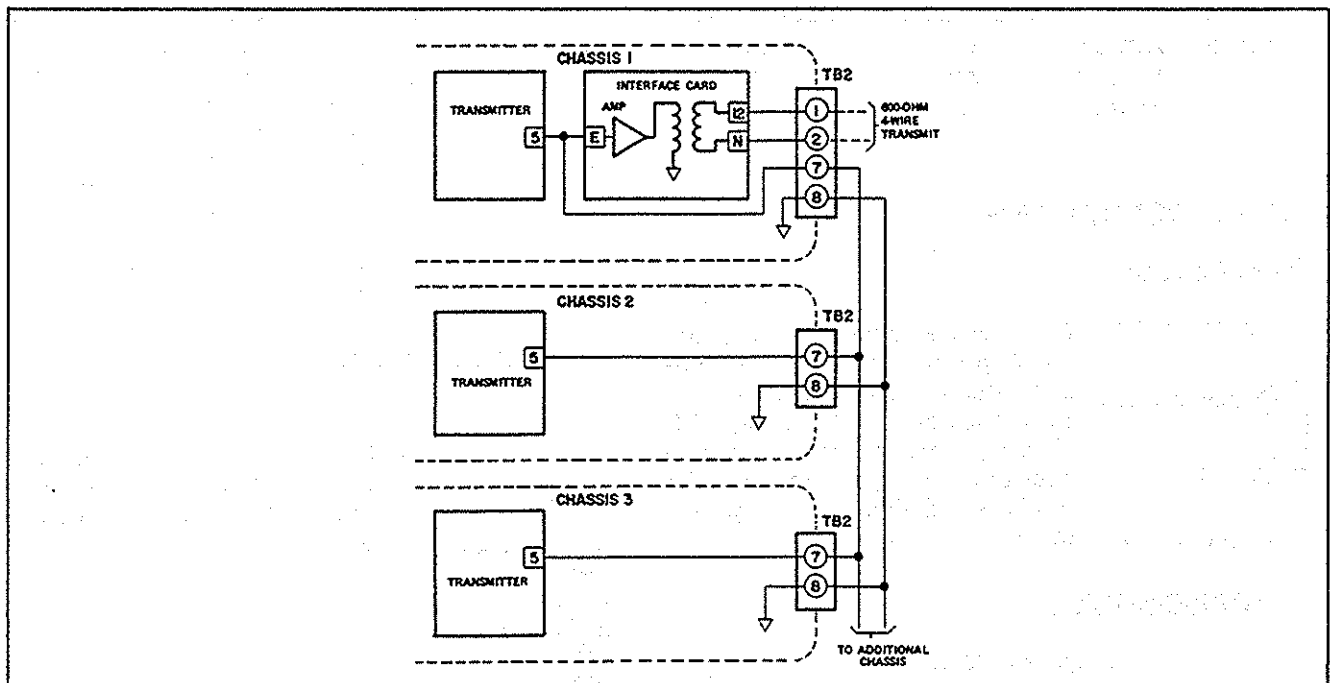 CHASSIS 1
TB2
TRANSMITTER
5
INTERFACE CARD
AMP
E
12
N
1
2
7
8
600-OHM
4-WIRE
TRANSMIT
CHASSIS 2
TB2
TRANSMITTER
5
7
8
CHASSIS 3
TB2
TRANSMITTER
5
7
8
TO ADDITIONAL
CHASSIS